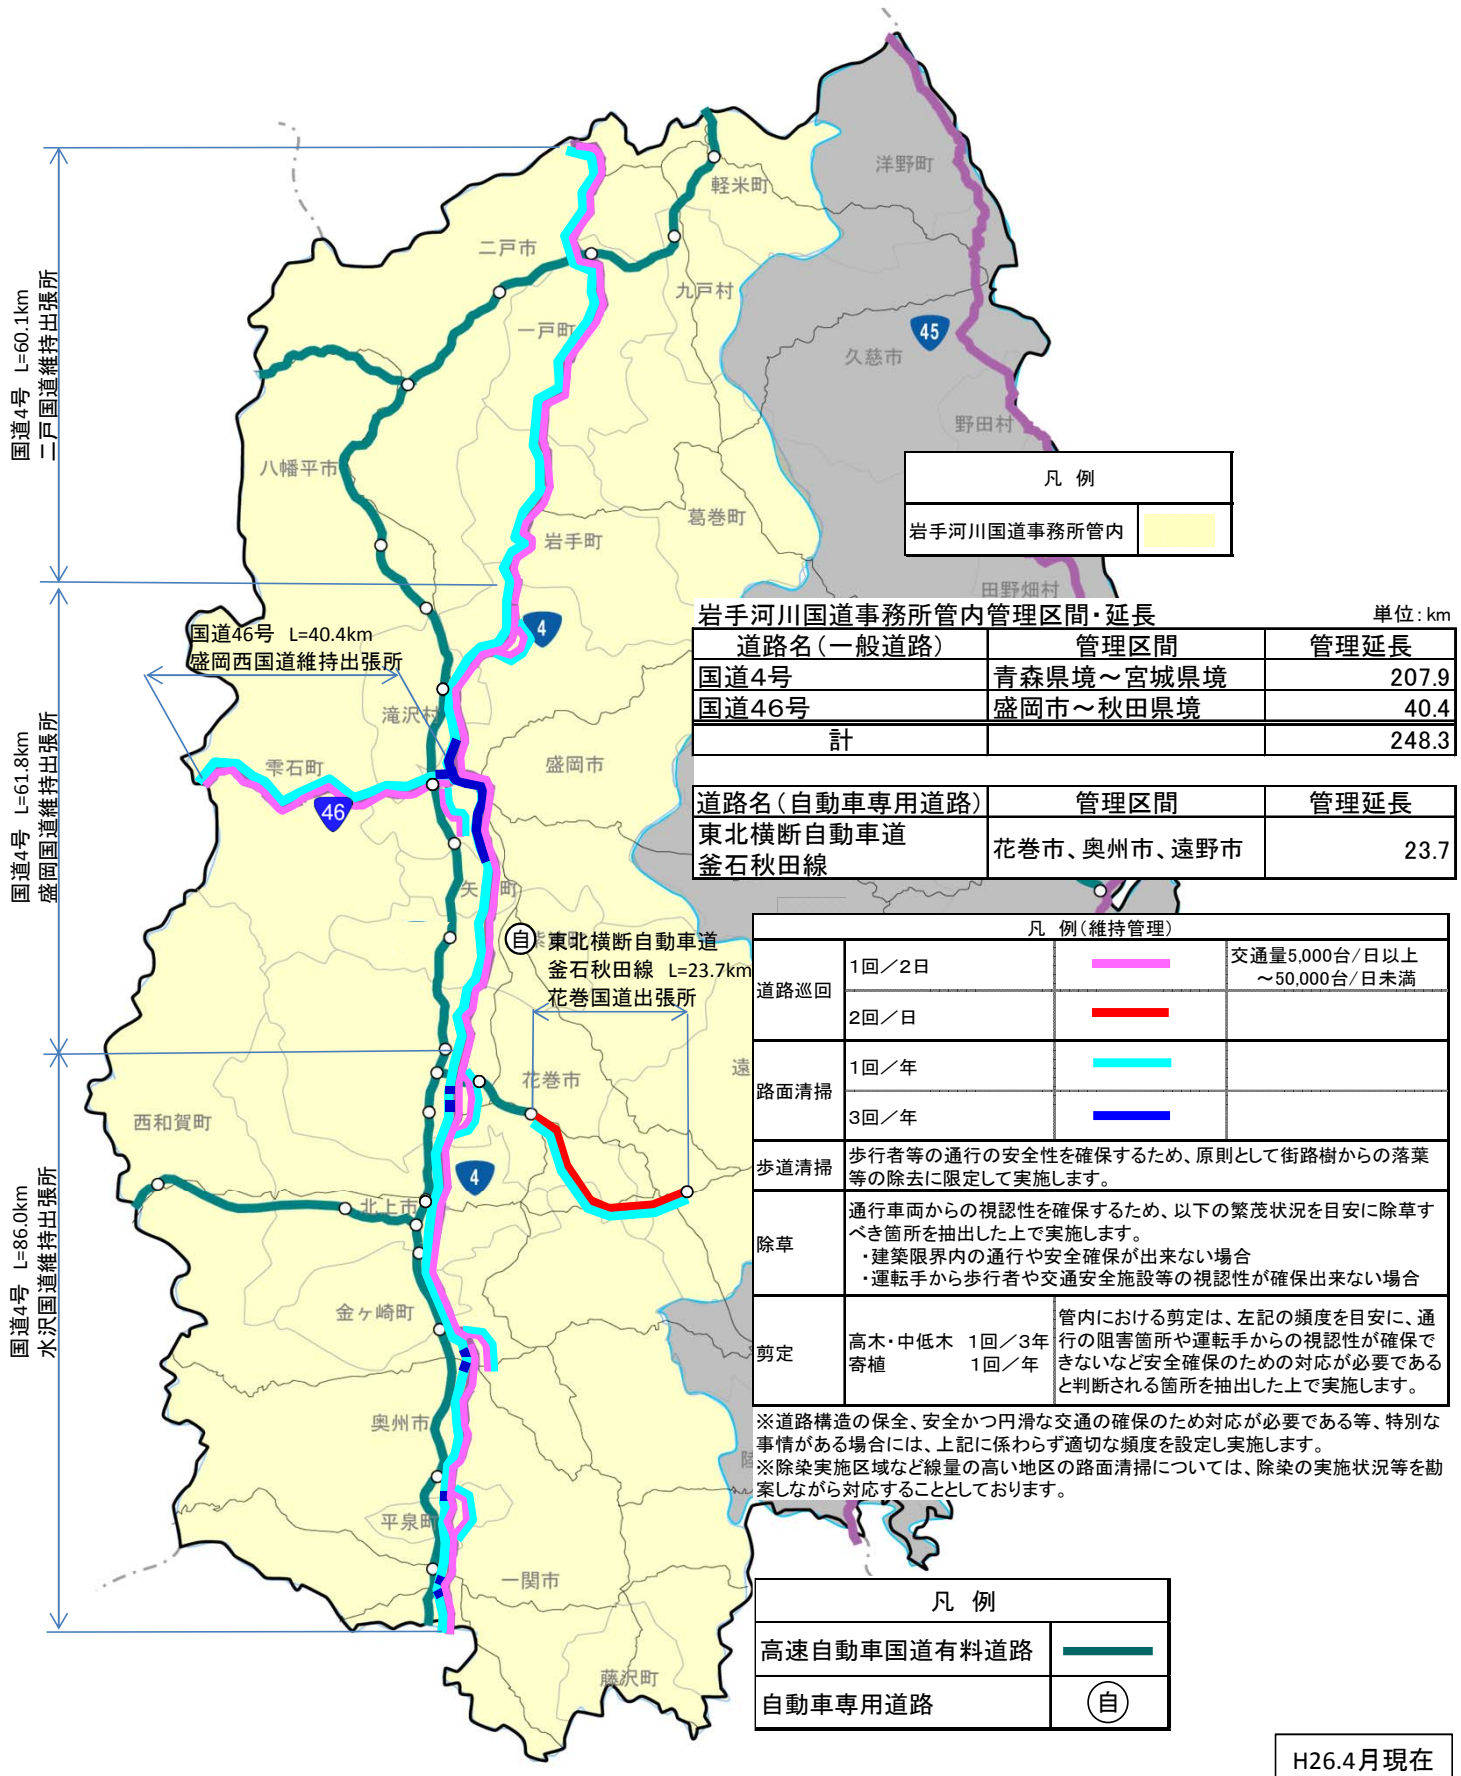 洋野町
軽米町
二戸市
九戸村
一戸町
45
久慈市
野田村
国道4号 L=60.1km
二戸国道維持出張所
八幡平市
葛巻町
岩手町
凡 例
岩手河川国道事務所管内
田野畑村
4
国道46号 L=40.4km
盛岡西国道維持出張所
滝沢村
雫石町
盛岡市
46
国道4号 L=61.8km
盛岡国道維持出張所
岩手河川国道事務所管内管理区間・延長 単位:km
道路名(一般道路) 管理区間 管理延長
国道4号 青森県境～宮城県境 207.9
国道46号 盛岡市～秋田県境 40.4
計 248.3
道路名(自動車専用道路) 管理区間 管理延長
東北横断自動車道
釜石秋田線 花巻市、奥州市、遠野市 23.7
矢 町
自 東北横断自動車道
釜石秋田線 L=23.7km
花巻国道出張所
花巻市
遠
西和賀町
4
北上市
金ヶ崎町
国道4号 L=86.0km
水沢国道維持出張所
奥州市
平泉町
一関市
藤沢町
陸
凡 例(維持管理)
道路巡回 1回／2日 交通量5,000台/日以上
～50,000台/日未満
2回／日
路面清掃 1回／年
3回／年
歩道清掃 歩行者等の通行の安全性を確保するため、原則として街路樹からの落葉
等の除去に限定して実施します。
除草 通行車両からの視認性を確保するため、以下の繁茂状況を目安に除草す
べき箇所を抽出した上で実施します。
・建築限界内の通行や安全確保が出来ない場合
・運転手から歩行者や交通安全施設等の視認性が確保出来ない場合
剪定 高木・中低木 1回／3年
寄植 1回／年
管内における剪定は、左記の頻度を目安に、通
行の阻害箇所や運転手からの視認性が確保で
きないなど安全確保のための対応が必要である
と判断される箇所を抽出した上で実施します。
※道路構造の保全、安全かつ円滑な交通の確保のため対応が必要である等、特別な
事情がある場合には、上記に係わらず適切な頻度を設定し実施します。
※除染実施区域など線量の高い地区の路面清掃については、除染の実施状況等を勘
案しながら対応することとしております。
凡 例
高速自動車国道有料道路
自動車専用道路 自
H26.4月現在